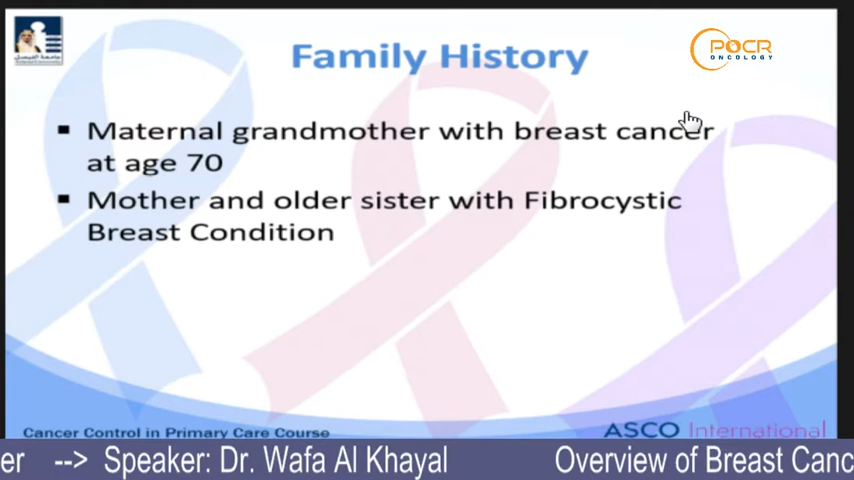 Family History
POCR
ONCOLOGY
▪ Maternal grandmother with breast cancer
at age 70
▪ Mother and older sister with Fibrocystic
Breast Condition
Cancer Control in Primary Care Course
ASCO International
er --> Speaker: Dr. Wafa Al Khayal Overview of Breast Canc